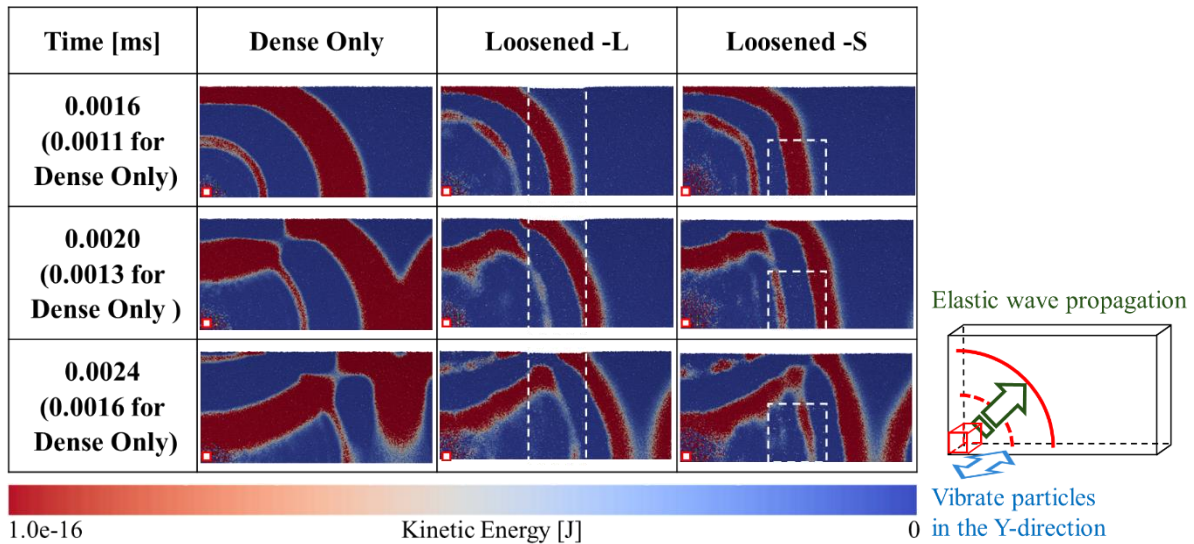 Time [ms]
Dense Only
Loosened -L
Loosened -S
0.0016
(0.0011 for
Dense Only)
0.0020
(0.0013 for
Dense Only )
0.0024
(0.0016 for
Dense Only)
1.0e-16
Kinetic Energy [J]
0
Elastic wave propagation
Vibrate particles
in the Y-direction